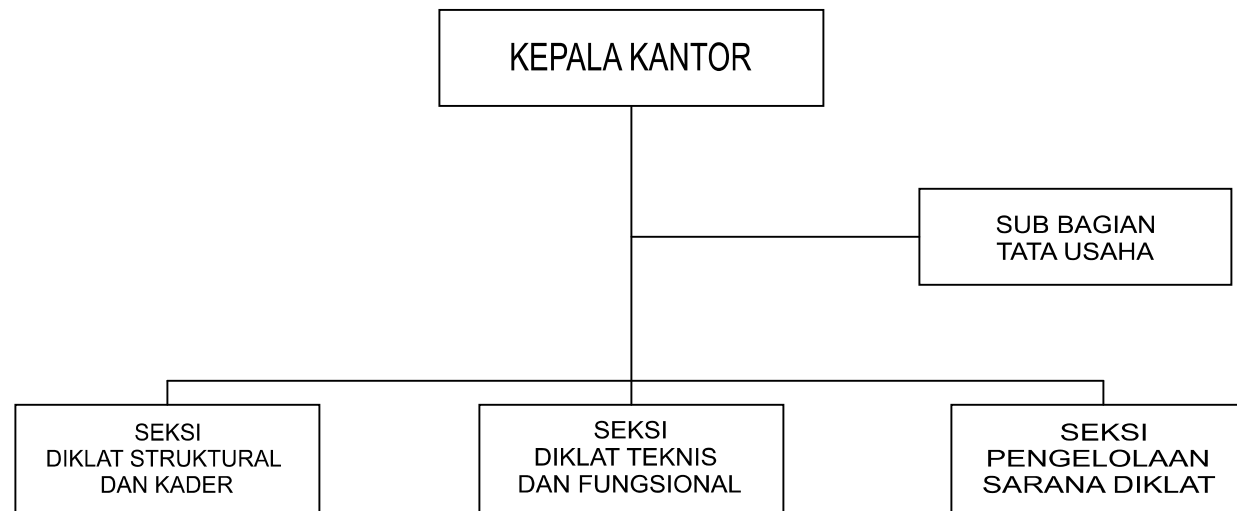 KEPALA KANTOR
SUB BAGIAN
TATA USAHA
SEKSI
DIKLAT STRUKTURAL
DAN KADER
SEKSI
DIKLAT TEKNIS
DAN FUNGSIONAL
SEKSI
PENGELOLAAN
SARANA DIKLAT